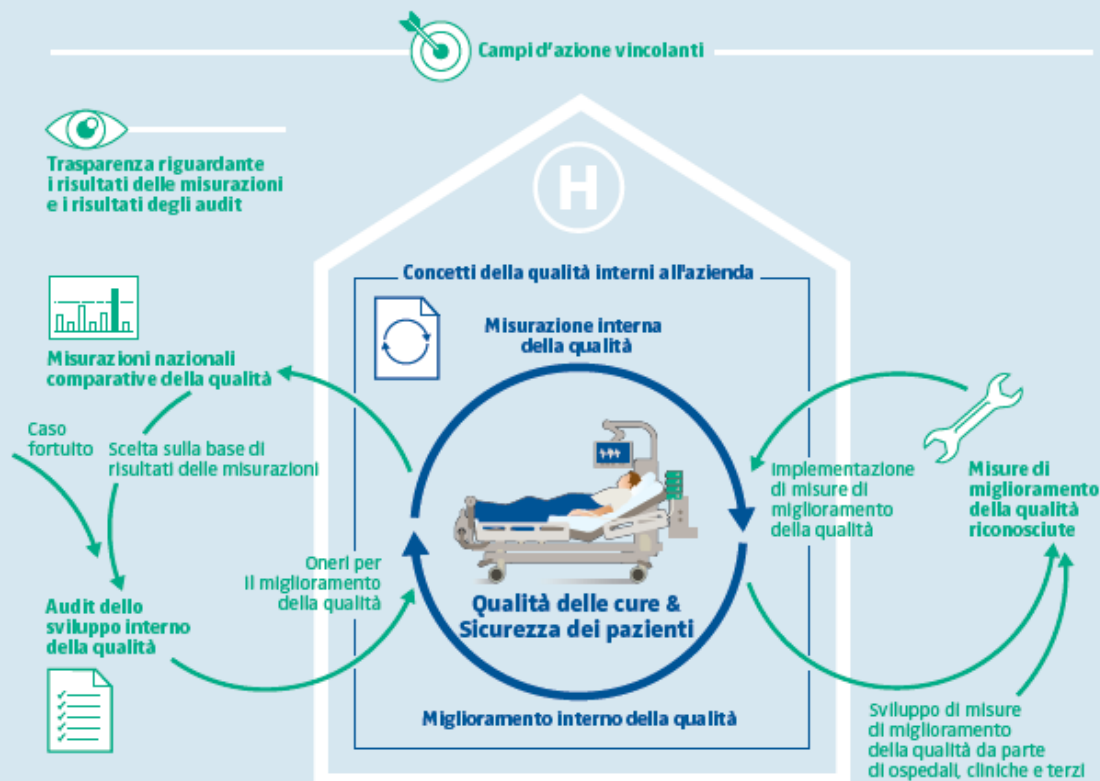 Campi d'azione vincolanti
Trasparenza riguardante
i risultati delle misurazioni
e i risultati degli audit
H
Concetti della qualità interni all'azienda
Misurazione interna
della qualità
Misurazioni nazionali
comparative della qualità
Caso
fortuito
Scelta sulla base di
risultati delle misurazioni
Implementazione
di misure di
miglioramento
della qualità
Misure di
miglioramento
della qualità
riconosciute
Oneri per
il miglioramento
della qualità
Qualità delle cure &
Sicurezza dei pazienti
Audit dello
sviluppo interno
della qualità
Miglioramento interno della qualità
Sviluppo di misure
di miglioramento
della qualità da parte
di ospedali, cliniche e terzi